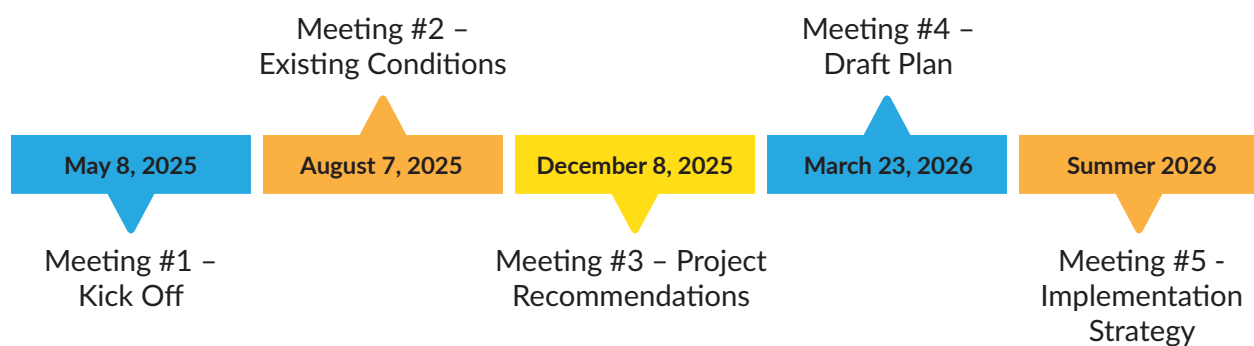 Meeting #2 –
Existing Conditions
Meeting #4 –
Draft Plan
May 8, 2025
August 7, 2025
December 8, 2025
March 23, 2026
Summer 2026
Meeting #1 –
Kick Off
Meeting #3 – Project
Recommendations
Meeting #5 -
Implementation
Strategy